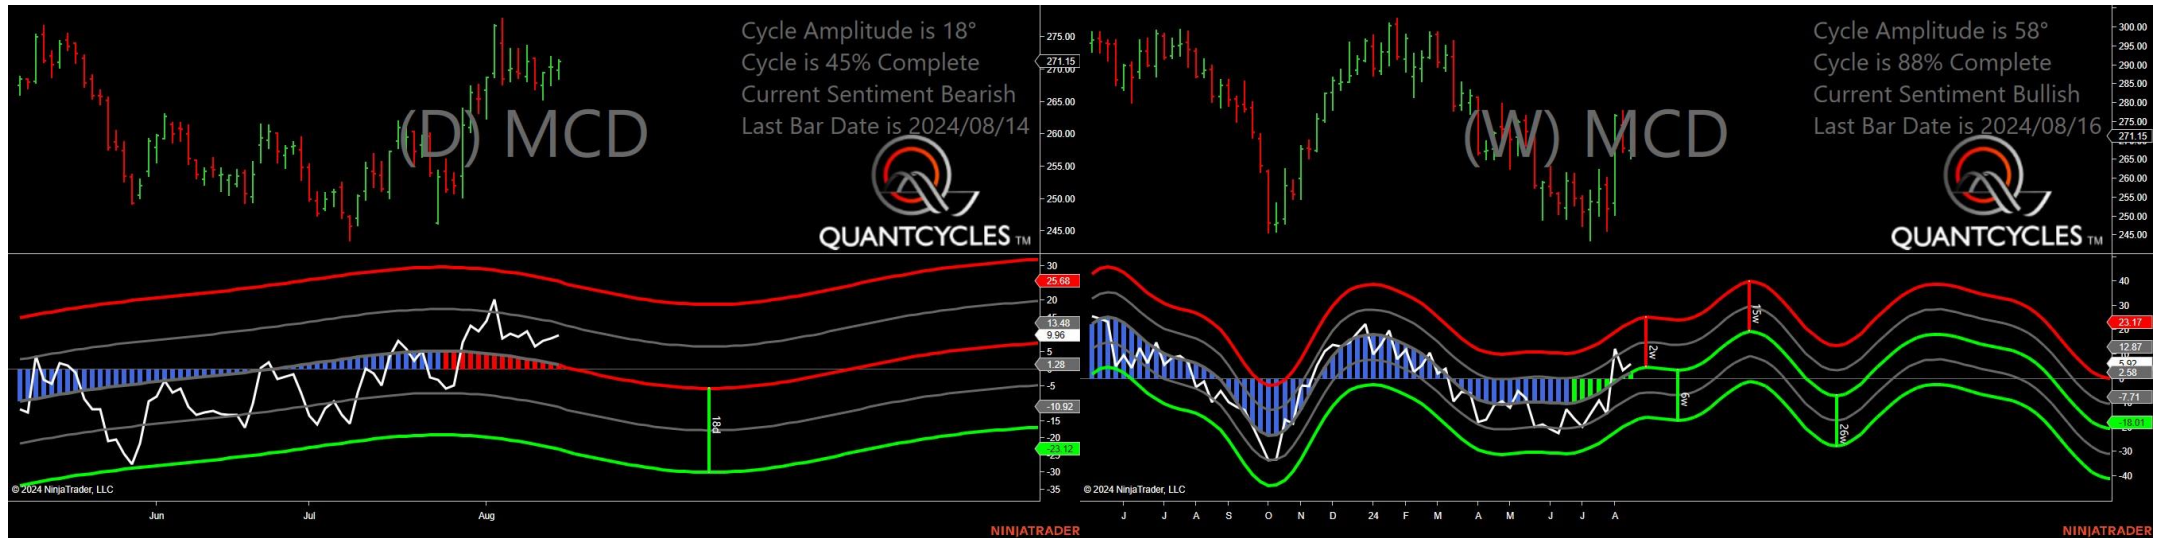 Cycle Amplitude is 18°
Cycle is 45% Complete
Current Sentiment Bearish
Last Bar Date is 2024/08/14
(D) MCD
QUANTCYCLES TM
275.00
271.15
270.00
265.00
260.00
255.00
250.00
245.00
30
25.68
20
13.48
9.96
5
1.28
-5
-10.92
-15
-20
-23.12
-30
-35
18d
© 2024 NinjaTrader, LLC
Jun
Jul
Aug
NINJATRADER
Cycle Amplitude is 58°
Cycle is 88% Complete
Current Sentiment Bullish
Last Bar Date is 2024/08/16
(W) MCD
QUANTCYCLES TM
300.00
295.00
290.00
285.00
280.00
275.00
271.15
265.00
260.00
255.00
250.00
245.00
40
30
23.17
20
12.87
5.92
2.58
-7.71
-18.01
-30
-40
2w
6w
15w
26w
© 2024 NinjaTrader, LLC
J
J
A
S
O
N
D
24
F
M
A
M
J
J
A
NINJATRADER